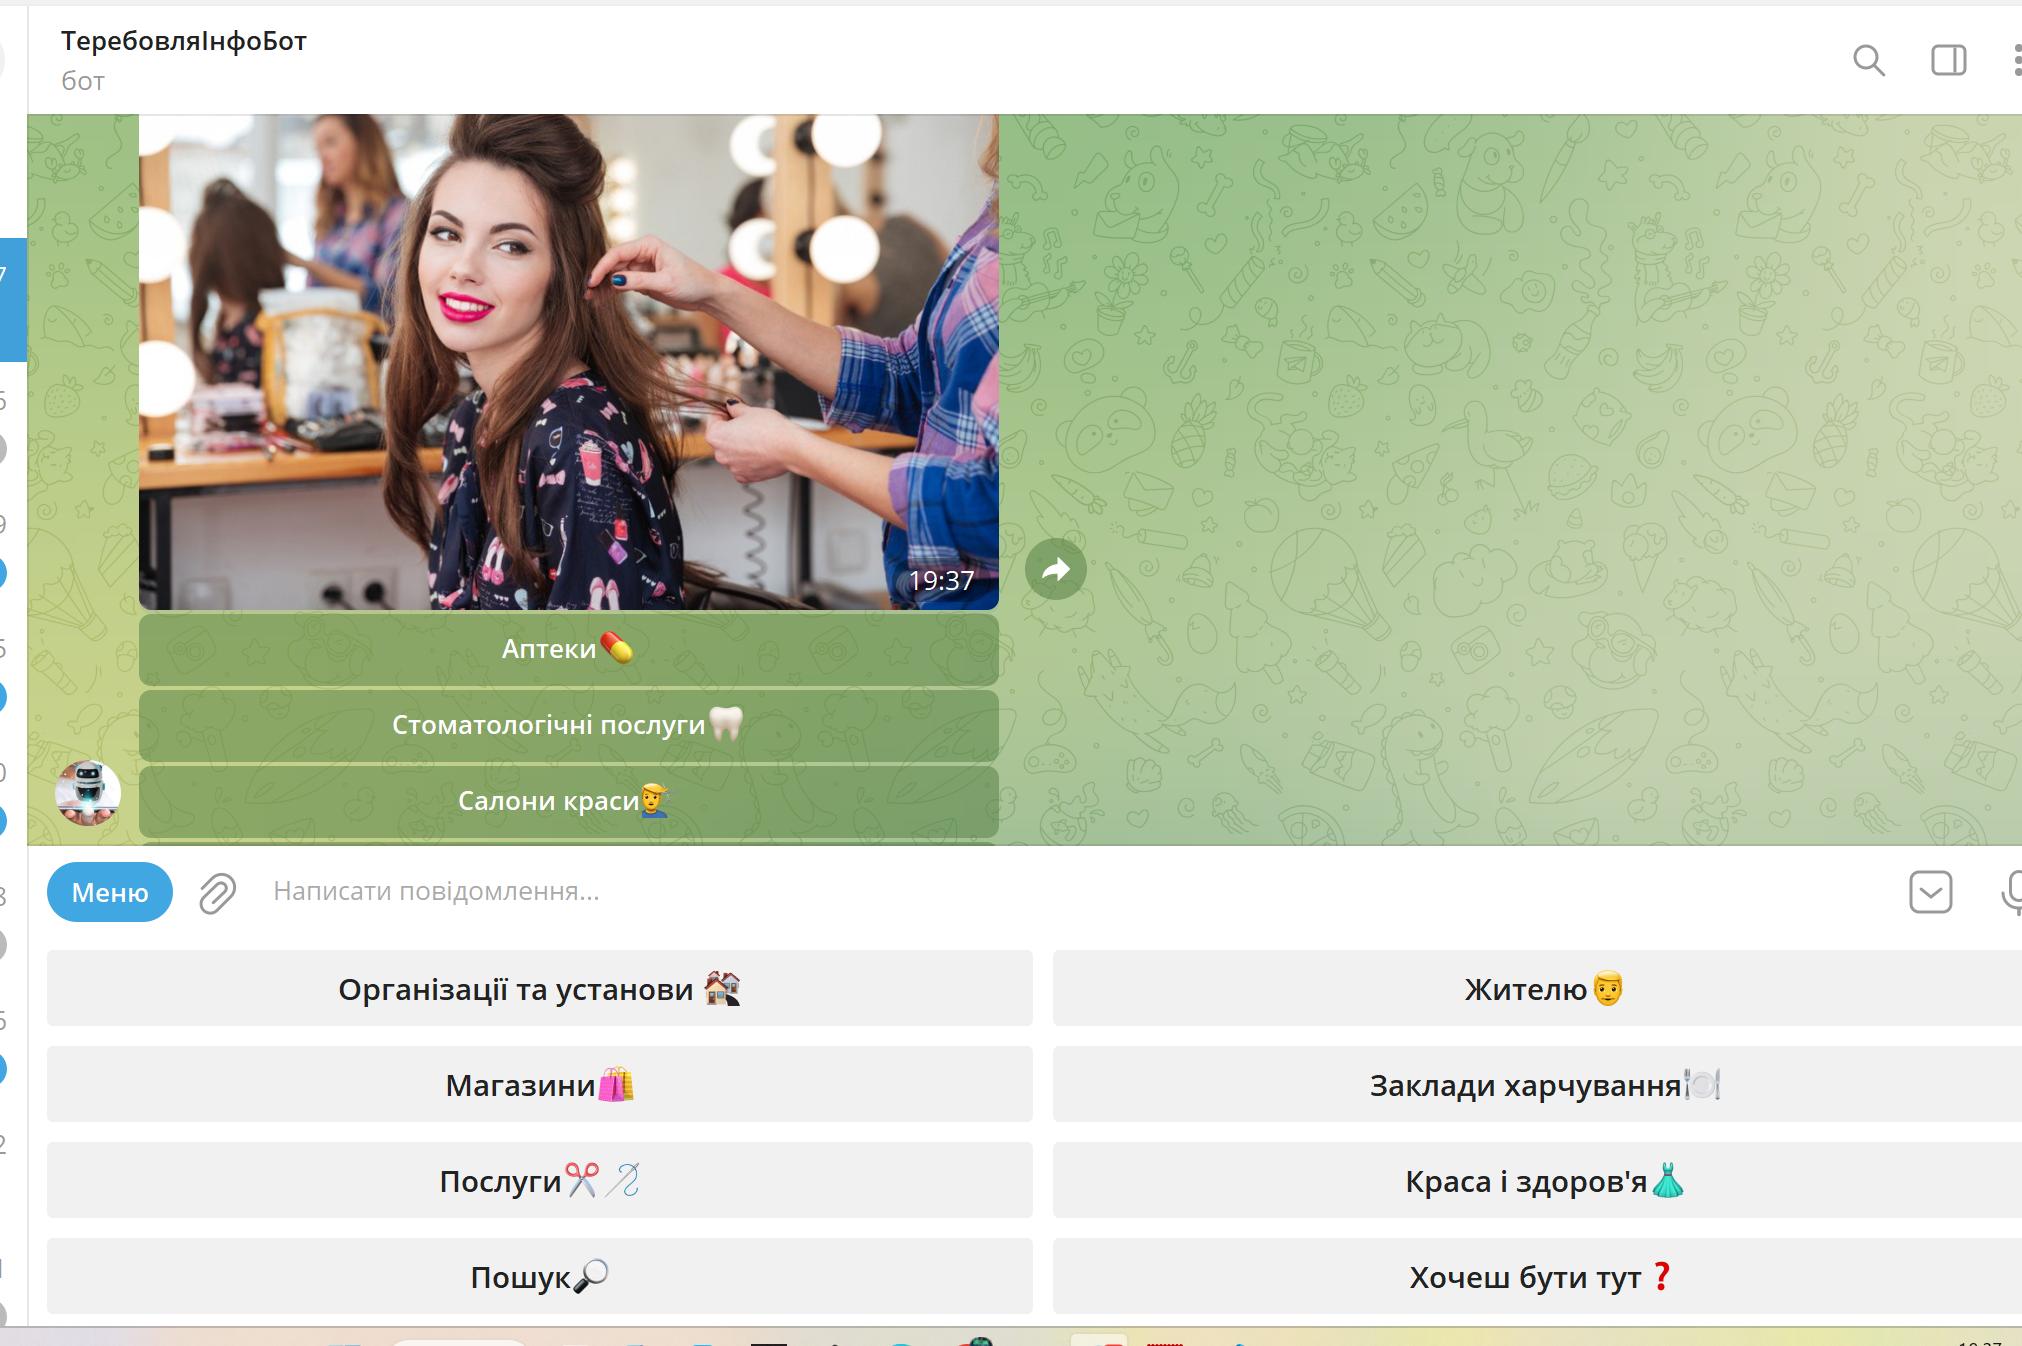 ТеребовляІнфоБот
бот
19:37
Аптеки💊
Стоматологічні послуги🦷
Салони краси💇‍♂️
Меню
Написати повідомлення...
Організації та установи 🏘
Жителю👨‍🦳
Магазини🛍
Заклади харчування🍽
Послуги✂️🪡
Краса і здоров'я👗
Пошук🔎
Хочеш бути тут ❓